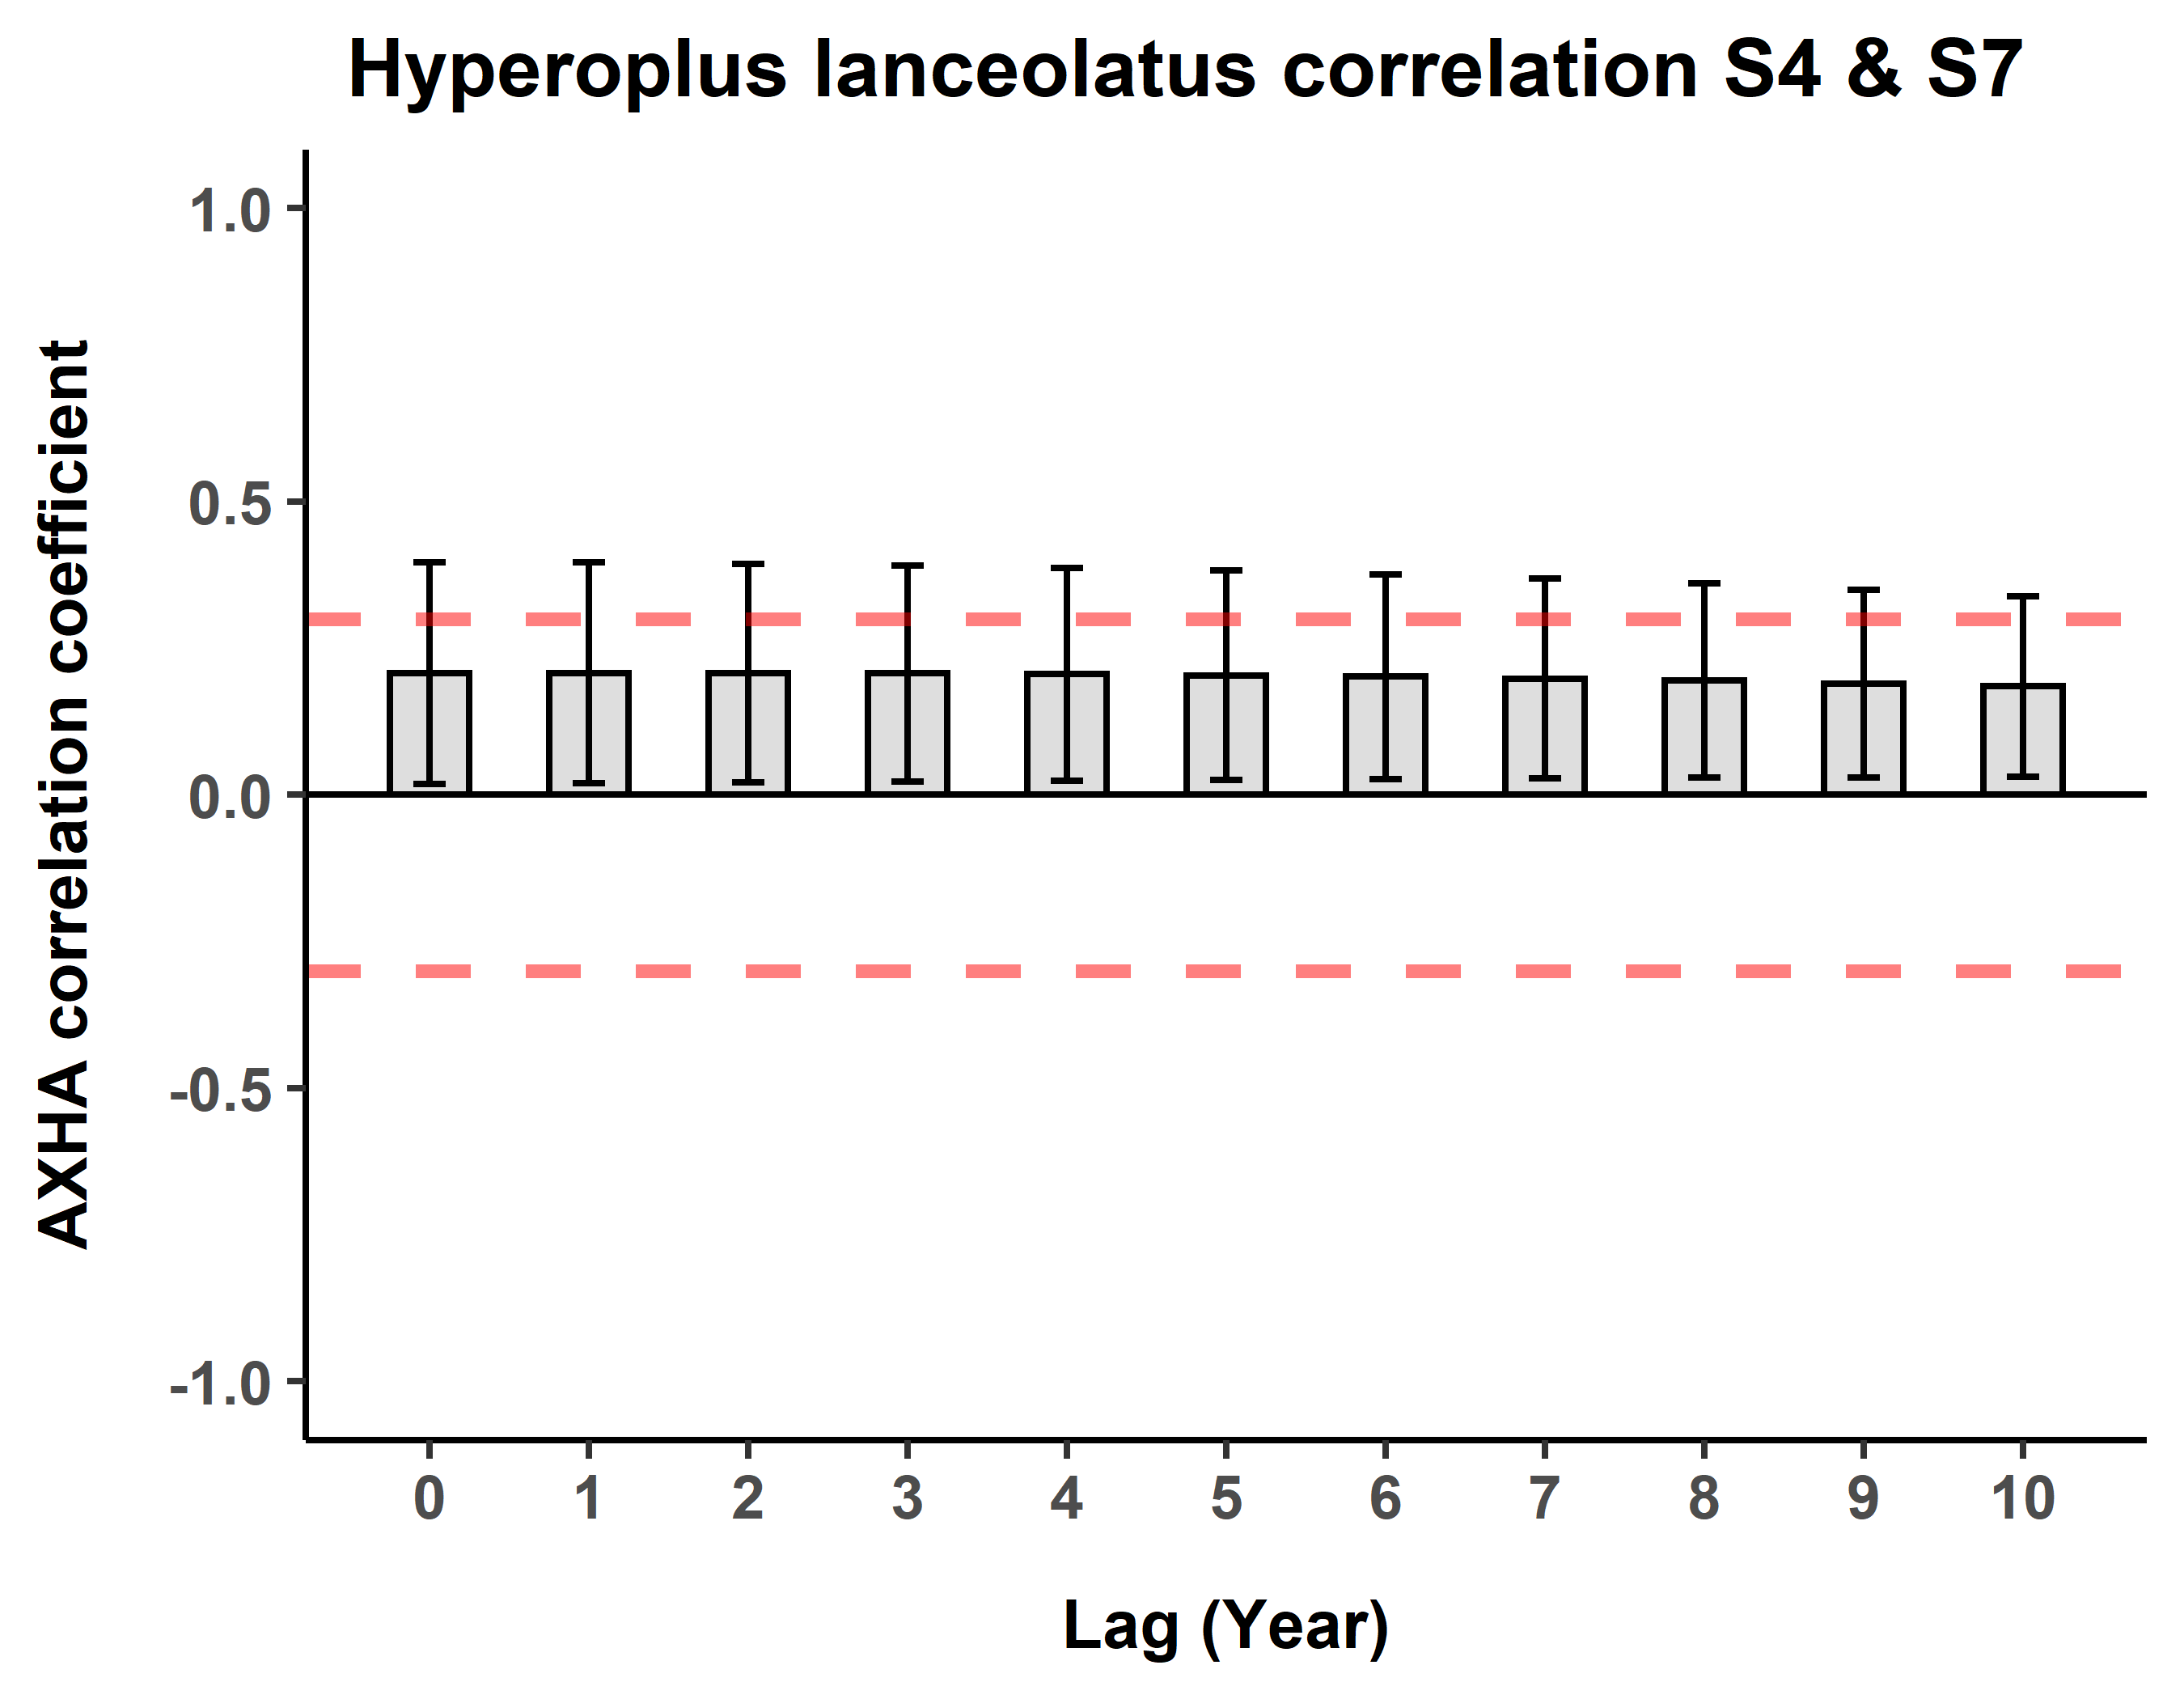 Hyperoplus lanceolatus correlation S4 & S7
AXHA correlation coefficient
1.0
0.5
0.0
-0.5
-1.0
0 1 2 3 4 5 6 7 8 9 10
Lag (Year)